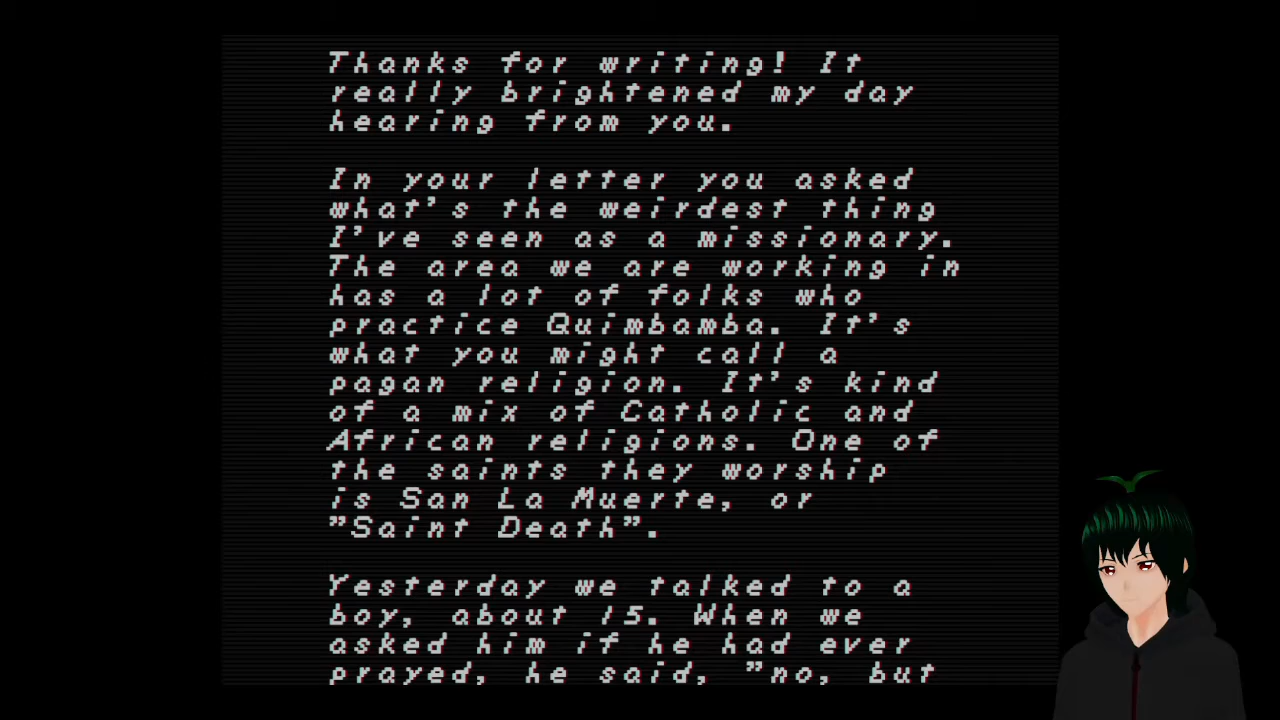 Thanks for writing! It
really brightened my day
hearing from you.
In your letter you asked
what's the weirdest thing
I've seen as a missionary.
The area we are working in
has a lot of folks who
practice Quimbamba. It's
what you might call a
pagan religion. It's kind
of a mix of Catholic and
African religions. One of
the saints they worship
is San La Muerte, or
"Saint Death".
Yesterday we talked to a
boy, about 15. When we
asked him if he had ever
prayed, he said, "no, but